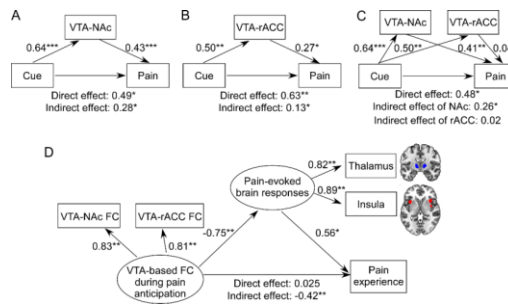 A
VTA-NAc
0.64***
0.43***
Cue
Pain
Direct effect: 0.49*
Indirect effect: 0.28*
B
VTA-rACC
0.50**
0.27*
Cue
Pain
Direct effect: 0.63**
Indirect effect: 0.13*
C
VTA-NAc
VTA-rACC
0.64***
0.50**
0.41**
Cue
Pain
Direct effect: 0.48*
Indirect effect of NAc: 0.26*
Indirect effect of rACC: 0.02
D
Pain-evoked
brain responses
0.82**
Thalamus
0.89**
Insula
VTA-NAc FC
VTA-rACC FC
0.83**
0.81**
-0.75**
0.56*
VTA-based FC
during pain
anticipation
Direct effect: 0.025
Indirect effect: -0.42**
Pain
experience